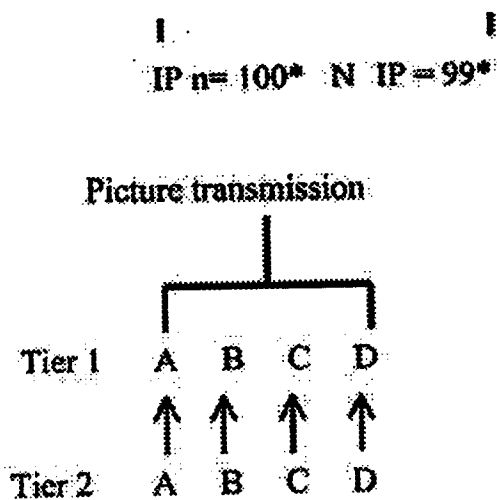 IP n= 100* N IP = 99*
Picture transmission
Tier 1 A B C D
Tier 2 A B C D